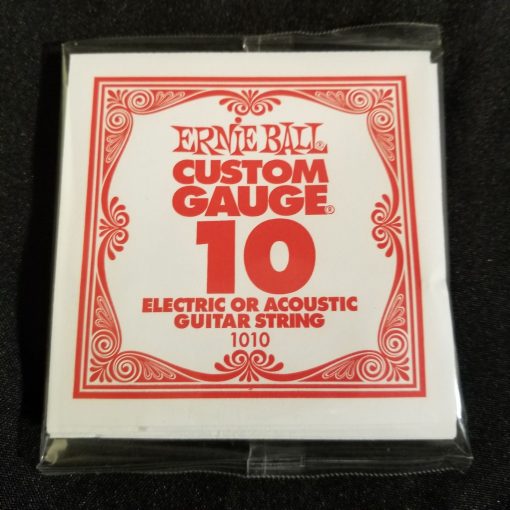 ERNIE BALL®
CUSTOM
GAUGE®
10
ELECTRIC OR ACOUSTIC
GUITAR STRING
1010